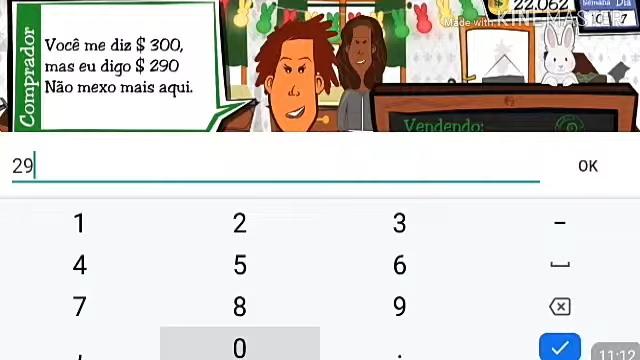 22.062
Semana Dia
7
Made with KINEMASTER
Comprador
Você me diz $ 300,
mas eu digo $ 290
Não mexo mais aqui.
Vendendo:
29
OK
1 2 3 -
4 5 6
7 8 9
, 0 .
11:12